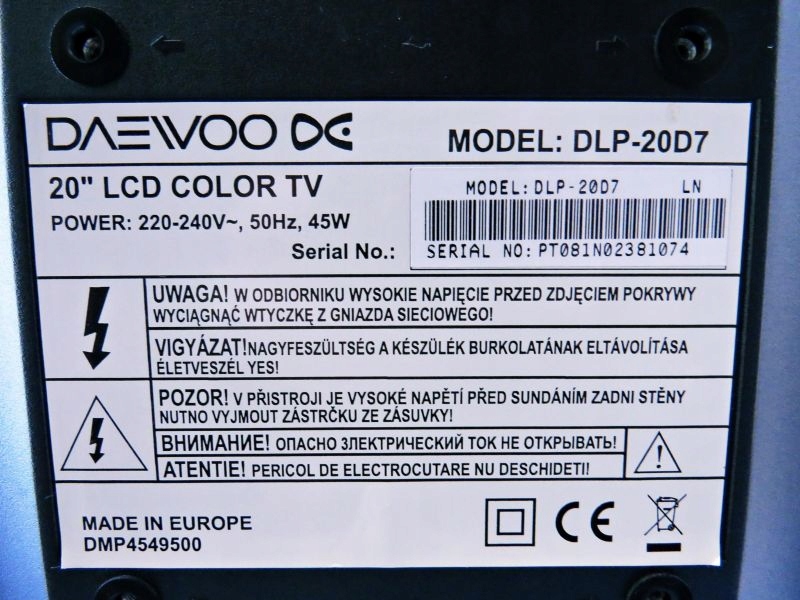 DAEWOO
MODEL: DLP-20D7
20" LCD COLOR TV
POWER: 220-240V~, 50Hz, 45W
Serial No.:
MODEL:DLP-20D7 LN
SERIAL NO:PT081N02381074
UWAGA! W ODBIORNIKU WYSOKIE NAPIĘCIE PRZED ZDJĘCIEM POKRYWY
WYCIĄGNĄĆ WTYCZKĘ Z GNIAZDA SIECIOWEGO!
VIGYÁZAT!NAGYFESZÜLTSÉG A KÉSZÜLÉK BURKOLATÁNAK ELTÁVOLÍTÁSA
ÉLETVESZÉL YES!
POZOR! V PŘISTROJI JE VYSOKÉ NAPĚTÍ PŘED SUNDÁNÍM ZADNI STĚNY
NUTNO VYJMOUT ZÁSTRČKU ZE ZÁSUVKY!
ВНИМАНИЕ! ОПАСНО ЗЛЕКТРИЧЕСКИЙ ТОК НЕ ОТКРЫВАТЬ!
ATENTIE! PERICOL DE ELECTROCUTARE NU DESCHIDETI!
MADE IN EUROPE
DMP4549500
CE